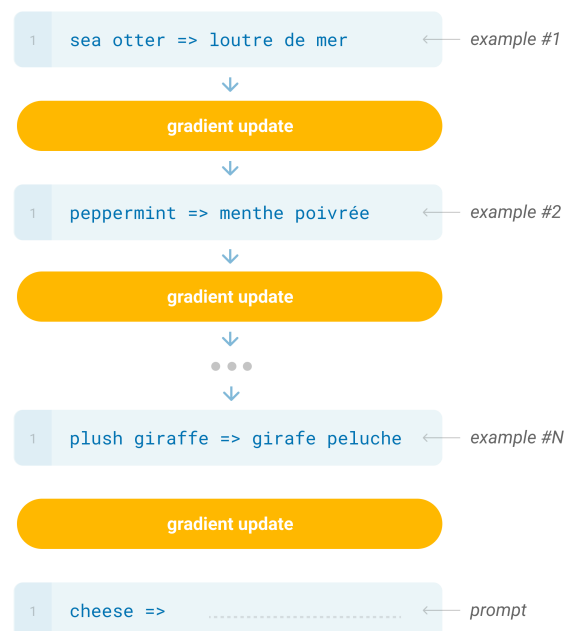 1 sea otter => loutre de mer example #1
gradient update
1 peppermint => menthe poivrée example #2
gradient update
1 plush giraffe => girafe peluche example #N
gradient update
1 cheese => prompt